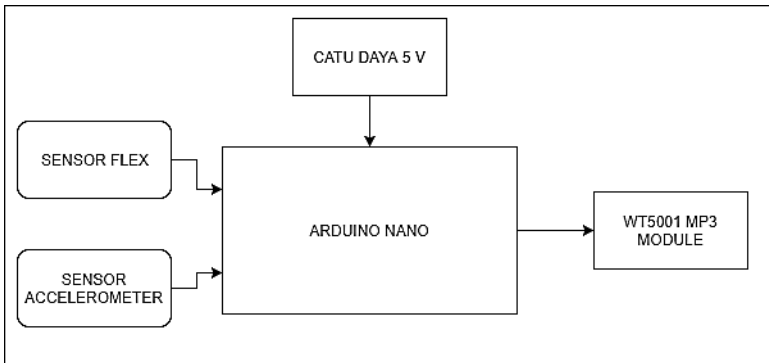 CATU DAYA 5 V
SENSOR FLEX
ARDUINO NANO
WT5001 MP3
MODULE
SENSOR
ACCELEROMETER